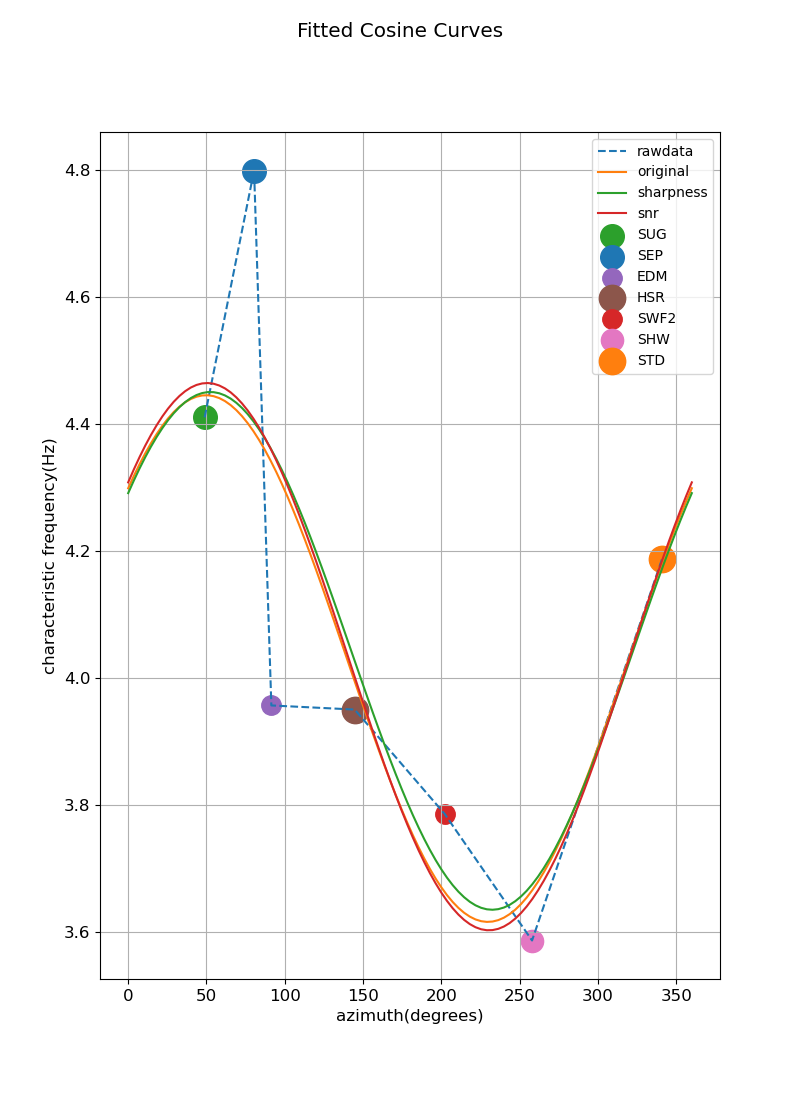 Fitted Cosine Curves
rawdata
original
sharpness
snr
SUG
SEP
EDM
HSR
SWF2
SHW
STD
characteristic frequency(Hz)
4.8
4.6
4.4
4.2
4.0
3.8
3.6
0 50 100 150 200 250 300 350
azimuth(degrees)